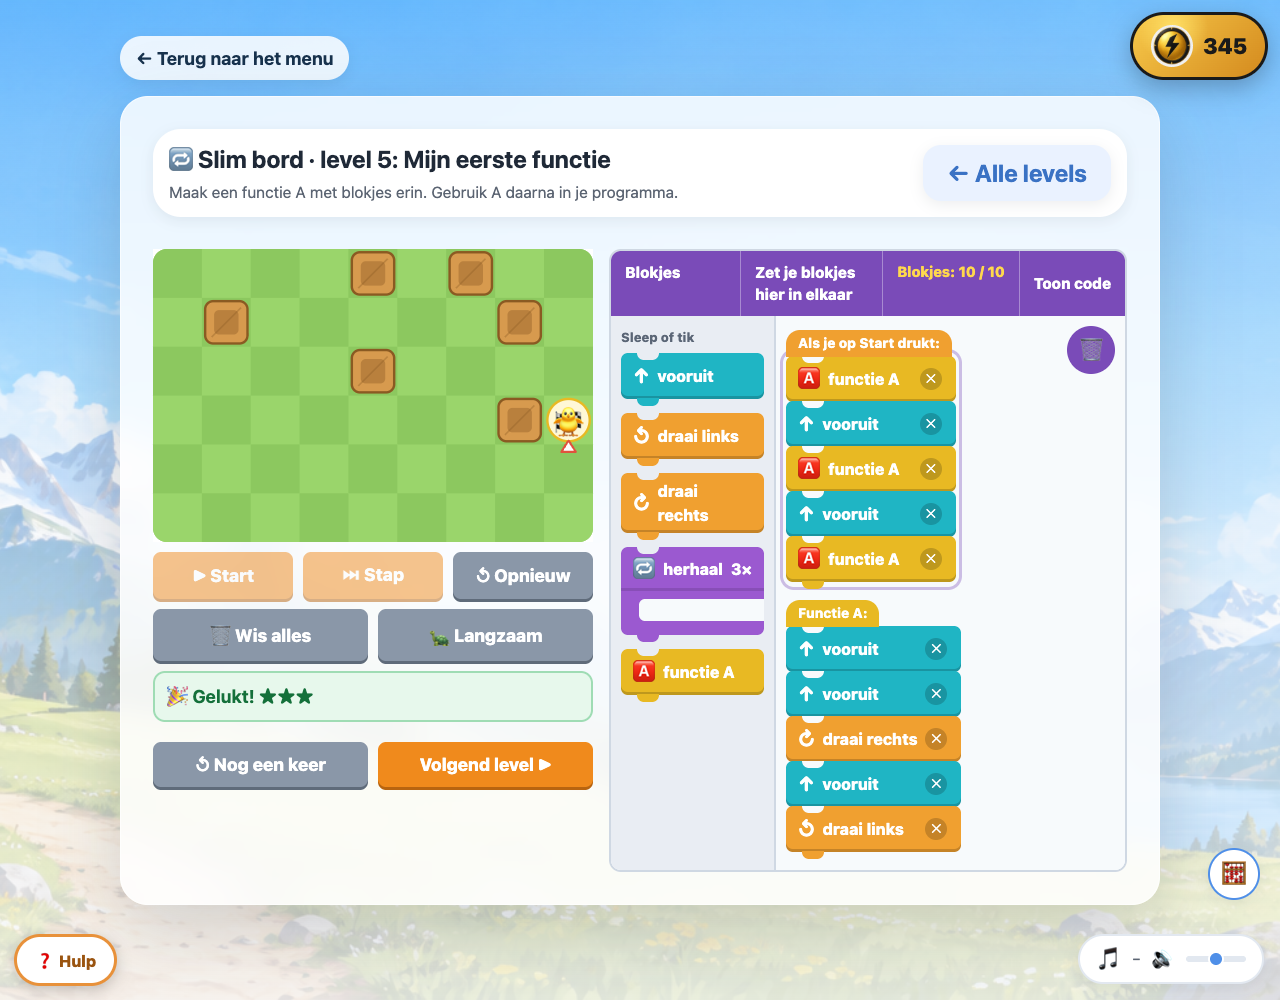 ← Terug naar het menu
345
Slim bord · level 5: Mijn eerste functie
Maak een functie A met blokjes erin. Gebruik A daarna in je programma.
← Alle levels
Start
Stap
Opnieuw
Wis alles
Langzaam
Gelukt! ★★★
Nog een keer
Volgend level
Blokjes
Zet je blokjes
hier in elkaar
Blokjes: 10 / 10
Toon code
Sleep of tik
vooruit
draai links
draai
rechts
herhaal 3×
A functie A
Als je op Start drukt:
A functie A
vooruit
A functie A
vooruit
A functie A
Functie A:
vooruit
vooruit
draai rechts
vooruit
draai links
Hulp
–